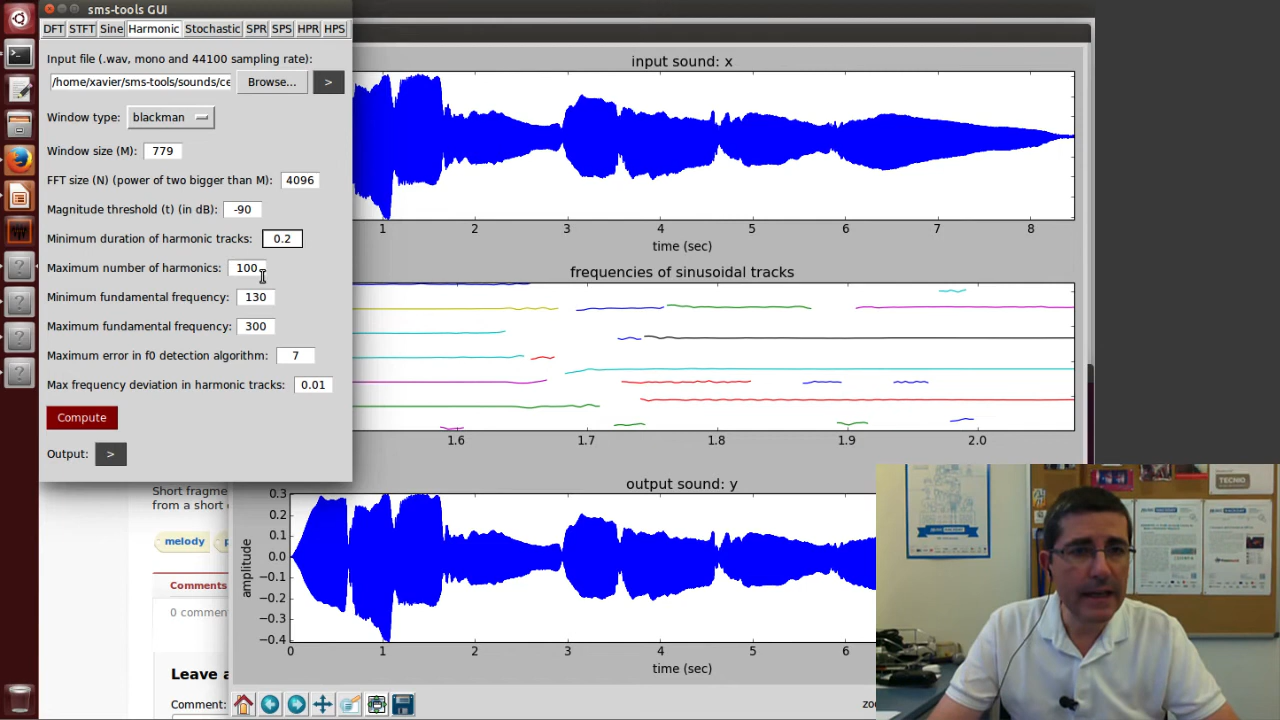 sms-tools GUI
DFT STFT Sine Harmonic Stochastic SPR SPS HPR HPS
Input file (.wav, mono and 44100 sampling rate):
/home/xavier/sms-tools/sounds/ce Browse... >
Window type: blackman
Window size (M): 779
FFT size (N) (power of two bigger than M): 4096
Magnitude threshold (t) (in dB): -90
Minimum duration of harmonic tracks: 0.2
Maximum number of harmonics: 100
Minimum fundamental frequency: 130
Maximum fundamental frequency: 300
Maximum error in f0 detection algorithm: 7
Max frequency deviation in harmonic tracks: 0.01
Compute
Output: >
input sound: x
1 2 3 4 5 6 7 8
time (sec)
frequencies of sinusoidal tracks
1.6 1.7 1.8 1.9 2.0
output sound: y
0.3
0.2
0.1
0.0
−0.1
−0.2
−0.3
−0.4
amplitude
0 1 2 3 4 5 6
time (sec)
Short fragme
from a short
melody
Comments
0 commen
Leave a
Comment:
TECNIO